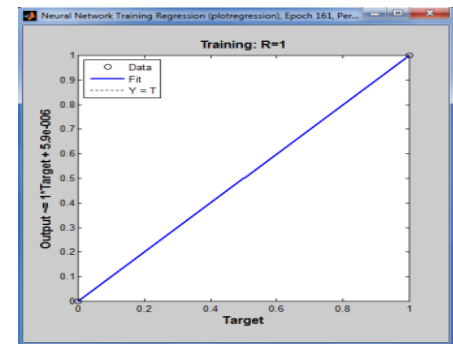 Neural Network Training Regression (plotregression), Epoch 161, Per...
Training: R=1
Data
Fit
Y = T
Output ~= 1*Target + 5.9e-006
1
0.9
0.8
0.7
0.6
0.5
0.4
0.3
0.2
0.1
0
0
0.2
0.4
0.6
0.8
1
Target